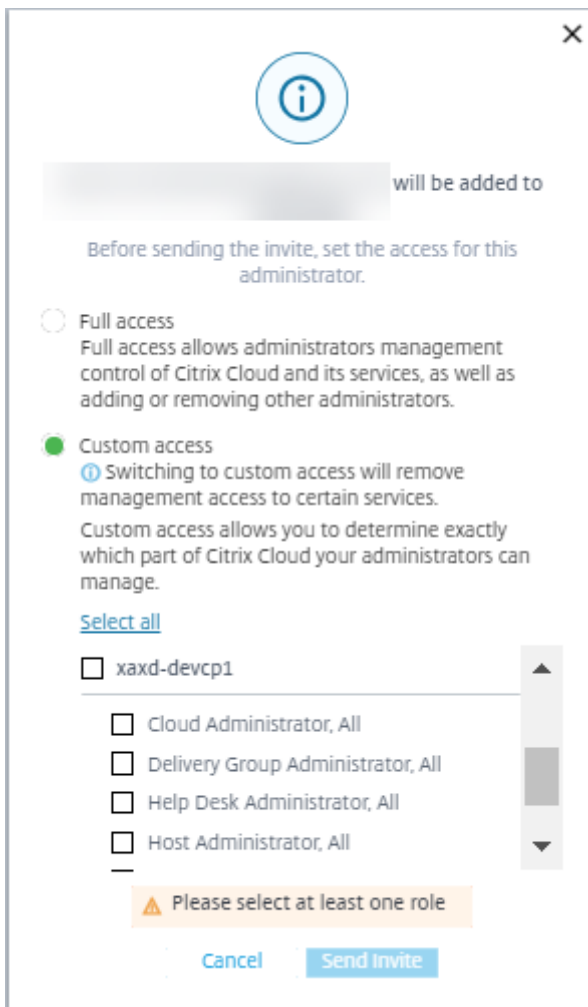 will be added to
Before sending the invite, set the access for this
administrator.
Full access
Full access allows administrators management
control of Citrix Cloud and its services, as well as
adding or removing other administrators.
Custom access
Switching to custom access will remove
management access to certain services.
Custom access allows you to determine exactly
which part of Citrix Cloud your administrators can
manage.
Select all
xaxd-devcp1
Cloud Administrator, All
Delivery Group Administrator, All
Help Desk Administrator, All
Host Administrator, All
Please select at least one role
Cancel Send Invite